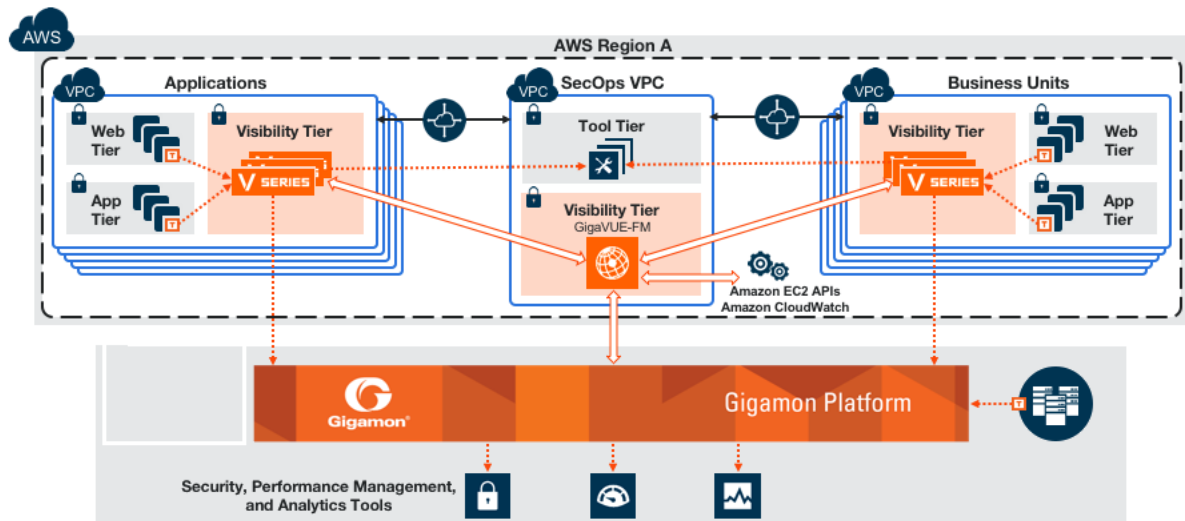 AWS
AWS Region A
VPC
Applications
Web
Tier
T
App
Tier
T
Visibility Tier
V SERIES
VPC
SecOps VPC
Tool Tier
Visibility Tier
GigaVUE-FM
Amazon EC2 APIs
Amazon CloudWatch
VPC
Business Units
Visibility Tier
V SERIES
T
Web
Tier
T
App
Tier
Gigamon®
Gigamon Platform
T
Security, Performance Management,
and Analytics Tools